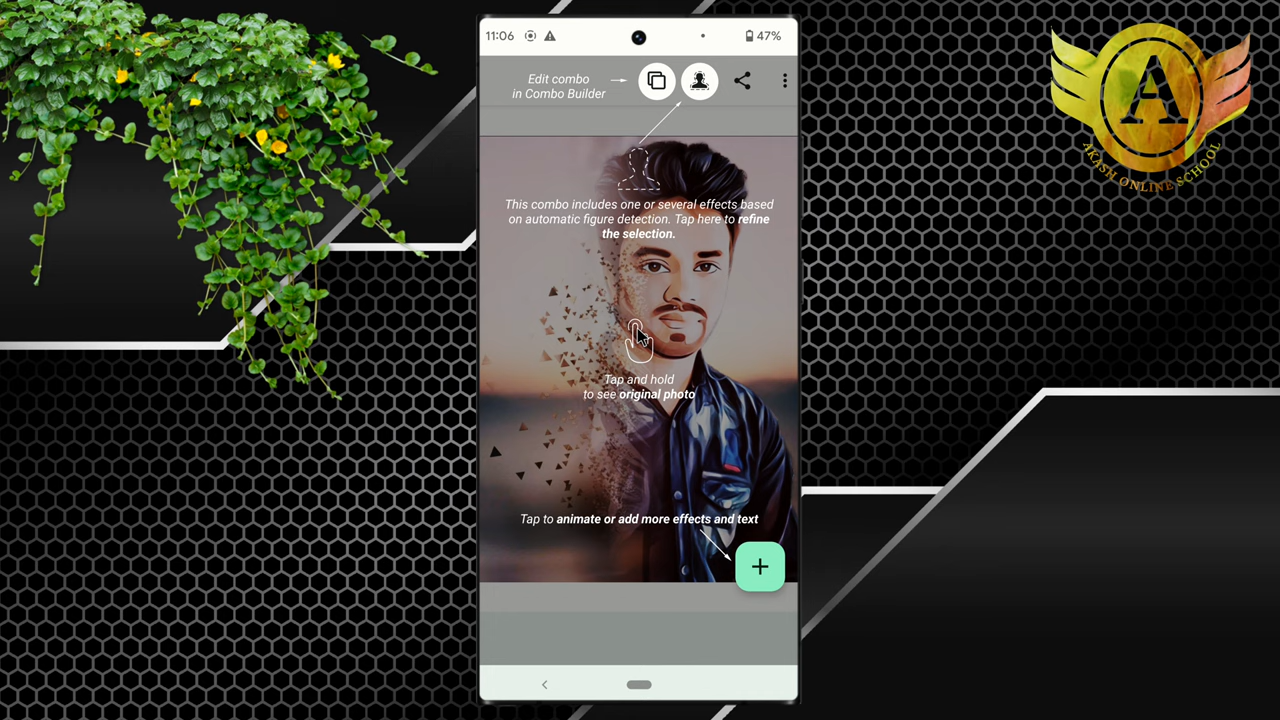 11:06
47%
Edit combo
in Combo Builder
This combo includes one or several effects based
on automatic figure detection. Tap here to refine
the selection.
Tap and hold
to see original photo
Tap to animate or add more effects and text
A
AKASH ONLINE SCHOOL